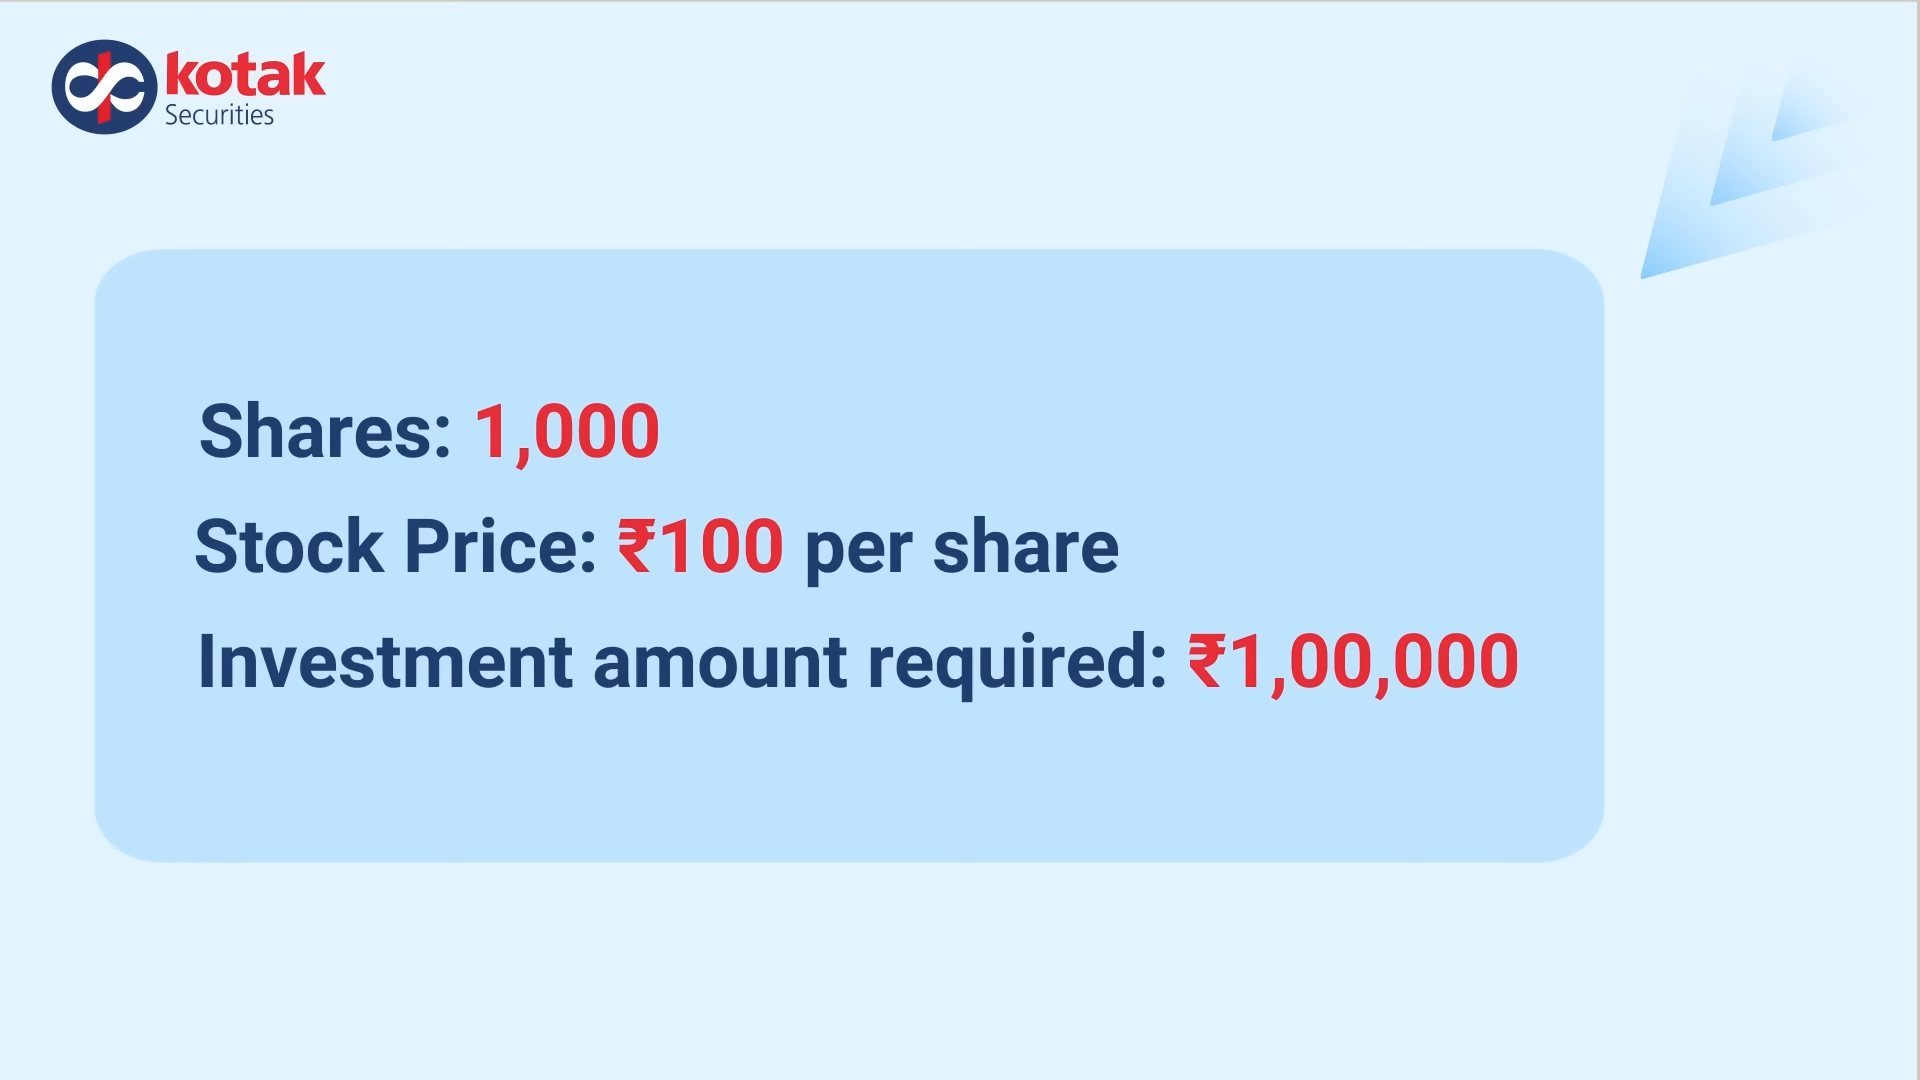 kotak
Securities
Shares: 1,000
Stock Price: ₹100 per share
Investment amount required: ₹1,00,000